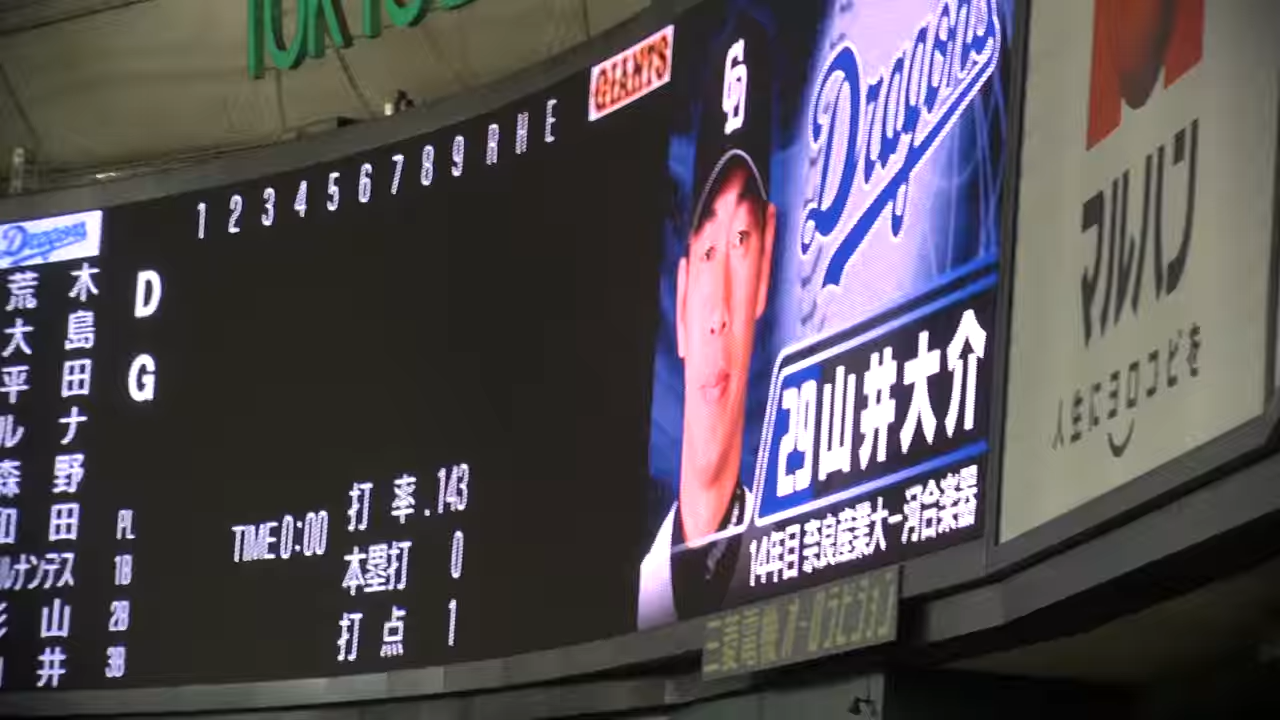 TOKYO
GIANTS
Dragons
1 2 3 4 5 6 7 8 9 R H E
Dragons
荒木
大島
平田
ルナ
森野
和田
ルナンデス
杉山
山井
D
G
PL
1B
2B
3B
TIME 0:00
打率.143
本塁打 0
打点 1
29 山井大介
14年目 奈良産業大ー河合楽器
マルハン
人生にヨロコビを
三菱電機 オーロラビジョン